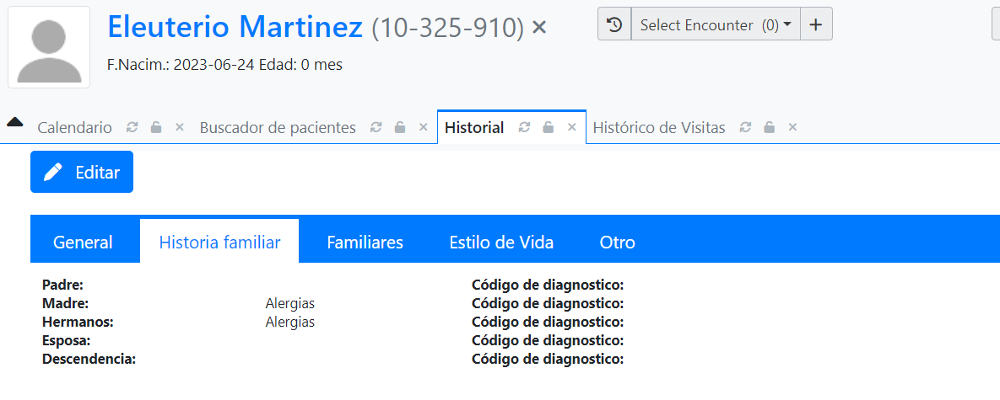 Eleuterio Martinez (10-325-910)
Select Encounter (0)
F.Nacim.: 2023-06-24 Edad: 0 mes
Calendario Buscador de pacientes Historial Histórico de Visitas
Editar
General Historia familiar Familiares Estilo de Vida Otro
Padre: Código de diagnostico:
Madre: Alergias Código de diagnostico:
Hermanos: Alergias Código de diagnostico:
Esposa: Código de diagnostico:
Descendencia: Código de diagnostico: